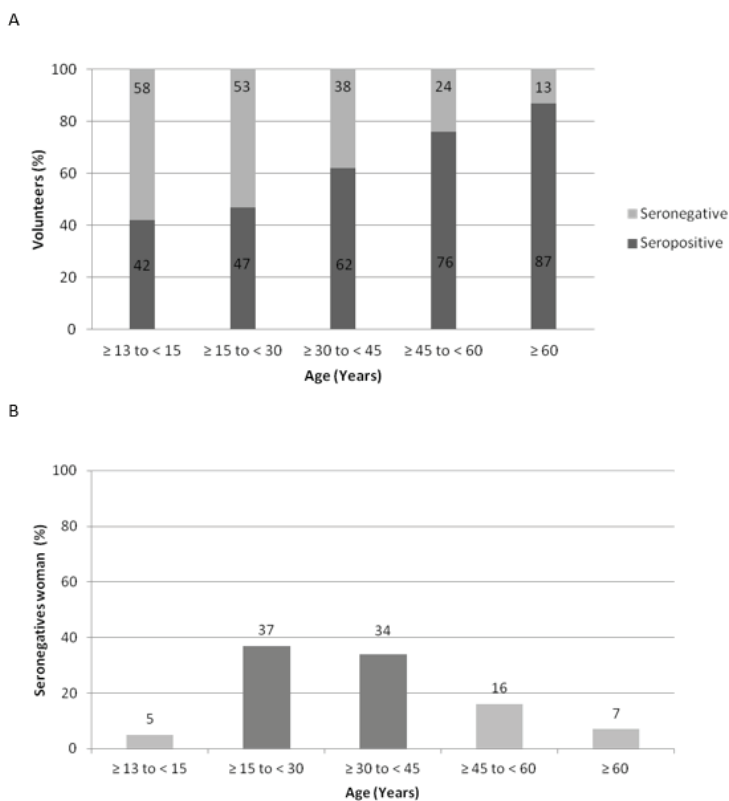 A
100
80
60
40
20
0
Volunteers (%)
58 53 38 24 13
42 47 62 76 87
≥ 13 to < 15 ≥ 15 to < 30 ≥ 30 to < 45 ≥ 45 to < 60 ≥ 60
Age (Years)
Seronegative
Seropositive
B
100
80
60
40
20
0
Seronegatives woman (%)
5 37 34 16 7
≥ 13 to < 15 ≥ 15 to < 30 ≥ 30 to < 45 ≥ 45 to < 60 ≥ 60
Age (Years)